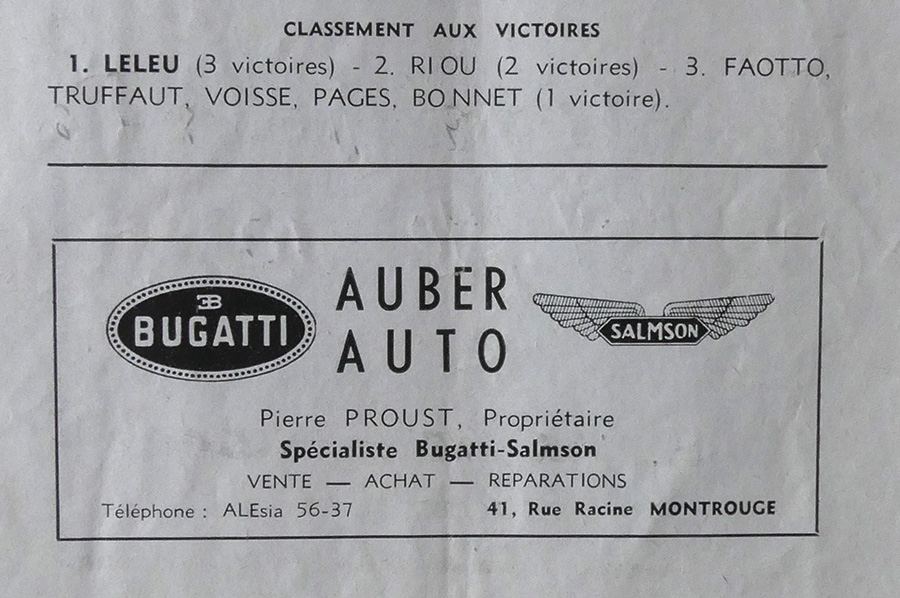 CLASSEMENT AUX VICTOIRES
1. LELEU (3 victoires) - 2. RIOU (2 victoires) - 3. FAOTTO,
TRUFFAUT, VOISSE, PAGES, BONNET (1 victoire).
EB
BUGATTI
AUBER
AUTO
SALMSON
Pierre PROUST, Propriétaire
Spécialiste Bugatti-Salmson
VENTE — ACHAT — REPARATIONS
Téléphone : ALEsia 56-37
41, Rue Racine MONTROUGE